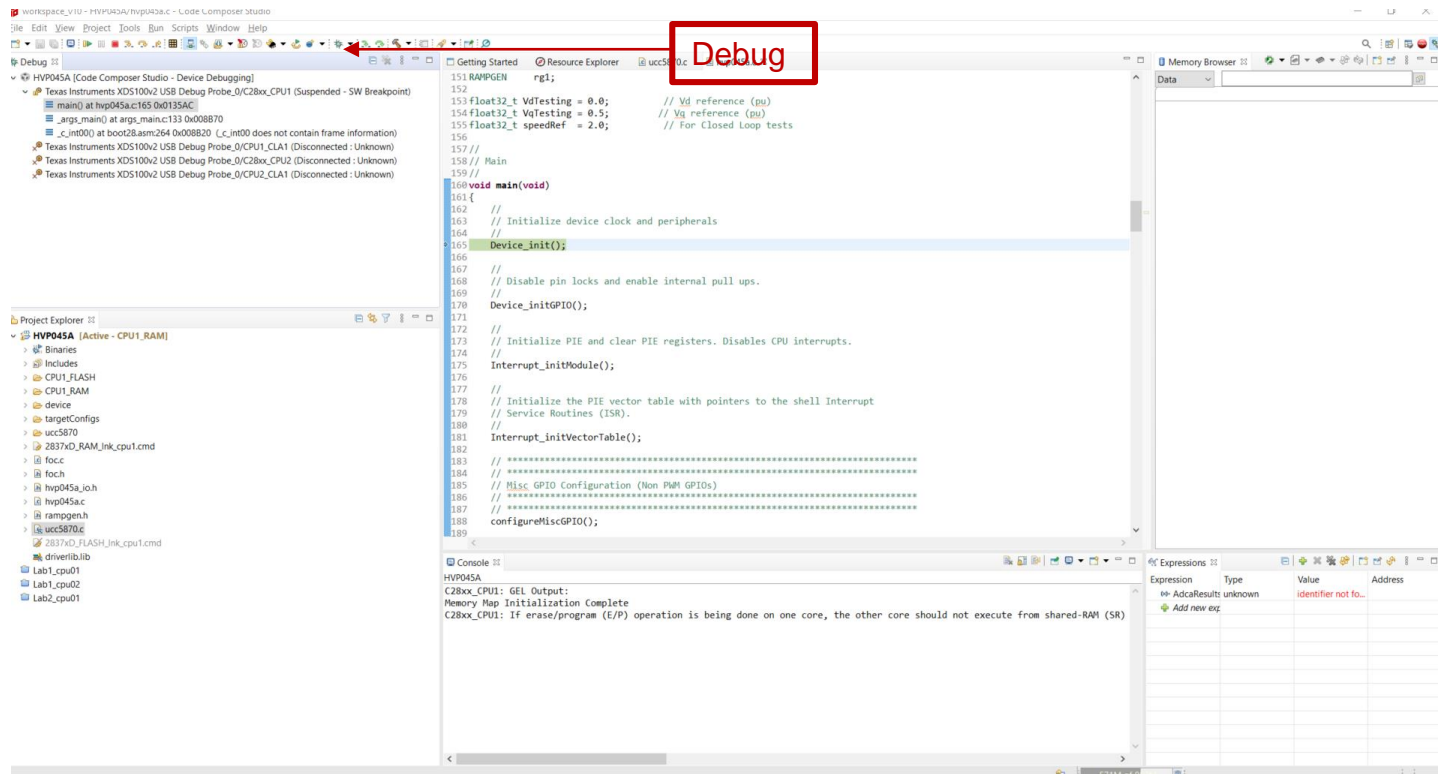 workspace_v10 - HVP045A/hvp045a.c - Code Composer Studio
File Edit View Project Tools Run Scripts Window Help
Debug
Debug
HVP045A [Code Composer Studio - Device Debugging]
Texas Instruments XDS100v2 USB Debug Probe_0/C28xx_CPU1 (Suspended - SW Breakpoint)
main() at hvp045a.c:165 0x0135AC
_args_main() at args_main.c:133 0x008B70
_c_int00() at boot28.asm:264 0x008B20 (_c_int00 does not contain frame information)
Texas Instruments XDS100v2 USB Debug Probe_0/CPU1_CLA1 (Disconnected : Unknown)
Texas Instruments XDS100v2 USB Debug Probe_0/C28xx_CPU2 (Disconnected : Unknown)
Texas Instruments XDS100v2 USB Debug Probe_0/CPU2_CLA1 (Disconnected : Unknown)
Project Explorer
HVP045A [Active - CPU1_RAM]
Binaries
Includes
CPU1_FLASH
CPU1_RAM
device
targetConfigs
ucc5870
2837xD_RAM_lnk_cpu1.cmd
foc.c
foc.h
hvp045a_io.h
hvp045a.c
rampgen.h
ucc5870.c
2837xD_FLASH_lnk_cpu1.cmd
driverlib.lib
Lab1_cpu01
Lab1_cpu02
Lab2_cpu01
Getting Started Resource Explorer
151 RAMPGEN rg1;
152
153 float32_t VdTesting = 0.0; // Vd reference (pu)
154 float32_t VqTesting = 0.5; // Vq reference (pu)
155 float32_t speedRef = 2.0; // For Closed Loop tests
156
157 //
158 // Main
159 //
160 void main(void)
161 {
162 //
163 // Initialize device clock and peripherals
164 //
165 Device_init();
166
167 //
168 // Disable pin locks and enable internal pull ups.
169 //
170 Device_initGPIO();
171
172 //
173 // Initialize PIE and clear PIE registers. Disables CPU interrupts.
174 //
175 Interrupt_initModule();
176
177 //
178 // Initialize the PIE vector table with pointers to the shell Interrupt
179 // Service Routines (ISR).
180 //
181 Interrupt_initVectorTable();
182
183 // *****************************************************************************
184 // *****************************************************************************
185 // Misc GPIO Configuration (Non PWM GPIOs)
186 // *****************************************************************************
187 // *****************************************************************************
188 configureMiscGPIO();
189
Console
HVP045A
C28xx_CPU1: GEL Output:
Memory Map Initialization Complete
C28xx_CPU1: If erase/program (E/P) operation is being done on one core, the other core should not execute from shared-RAM (SR)
Memory Browser
Data
Expressions
Expression Type Value Address
AdcaResults unknown identifier not fo...
Add new exp